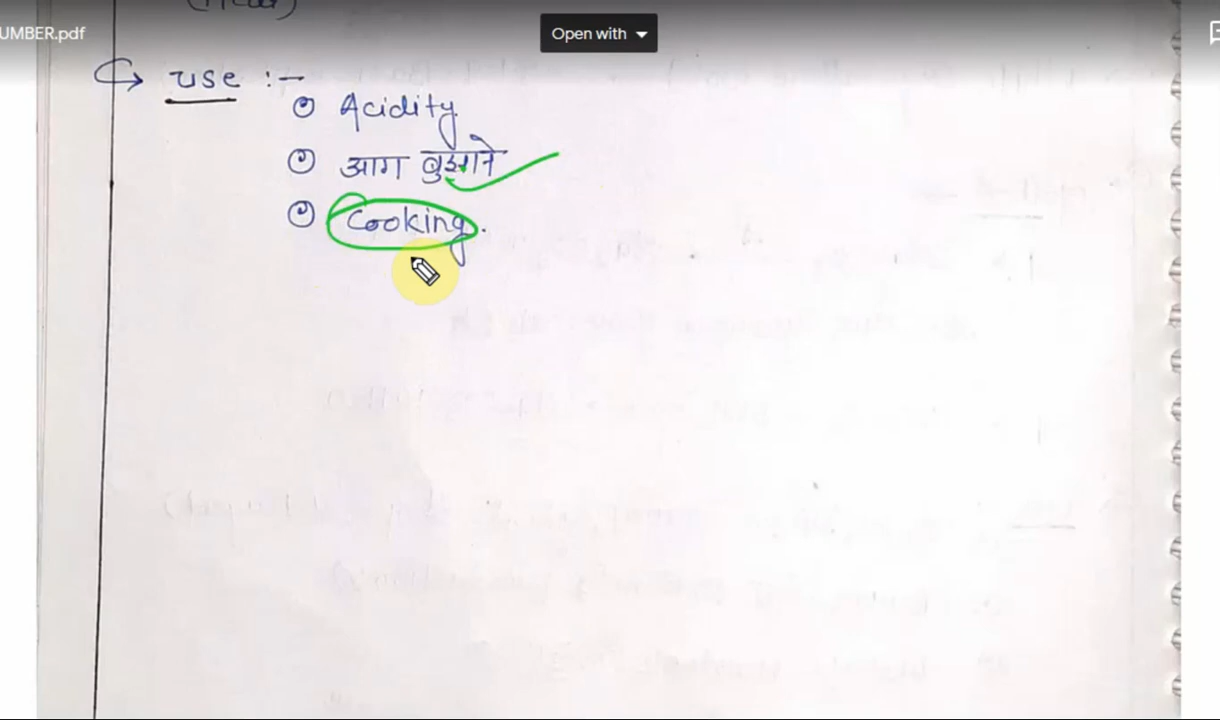 UMBER.pdf
Open with
use :-
Acidity
आग बुझाने
Cooking.